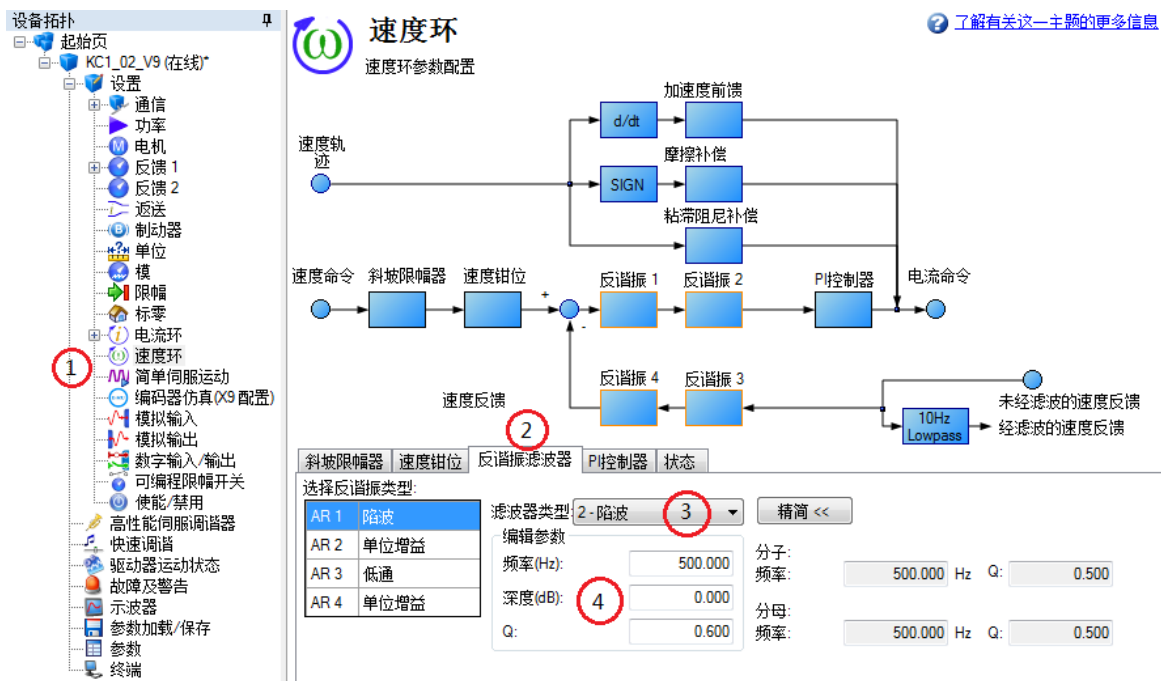 设备拓扑
起始页
KC1_02_V9 (在线)*
设置
通信
功率
电机
反馈 1
反馈 2
返送
制动器
单位
模
限幅
标零
电流环
速度环
简单伺服运动
编码器仿真(X9 配置)
模拟输入
模拟输出
数字输入/输出
可编程限幅开关
使能/禁用
高性能伺服调谐器
快速调谐
驱动器运动状态
故障及警告
示波器
参数加载/保存
参数
终端
1
速度环
速度环参数配置
了解有关这一主题的更多信息
速度轨
迹
d/dt
加速度前馈
SIGN
摩擦补偿
粘滞阻尼补偿
速度命令
斜坡限幅器
速度钳位
+
-
反谐振 1
反谐振 2
PI控制器
电流命令
反谐振 4
反谐振 3
速度反馈
未经滤波的速度反馈
10Hz
Lowpass
经滤波的速度反馈
2
斜坡限幅器 速度钳位 反谐振滤波器 PI控制器 状态
选择反谐振类型:
AR 1 陷波
AR 2 单位增益
AR 3 低通
AR 4 单位增益
滤波器类型: 2 - 陷波 3
精简 <<
编辑参数
频率(Hz): 500.000
深度(dB): 4 0.000
Q: 0.600
分子:
频率: 500.000 Hz Q: 0.500
分母:
频率: 500.000 Hz Q: 0.500